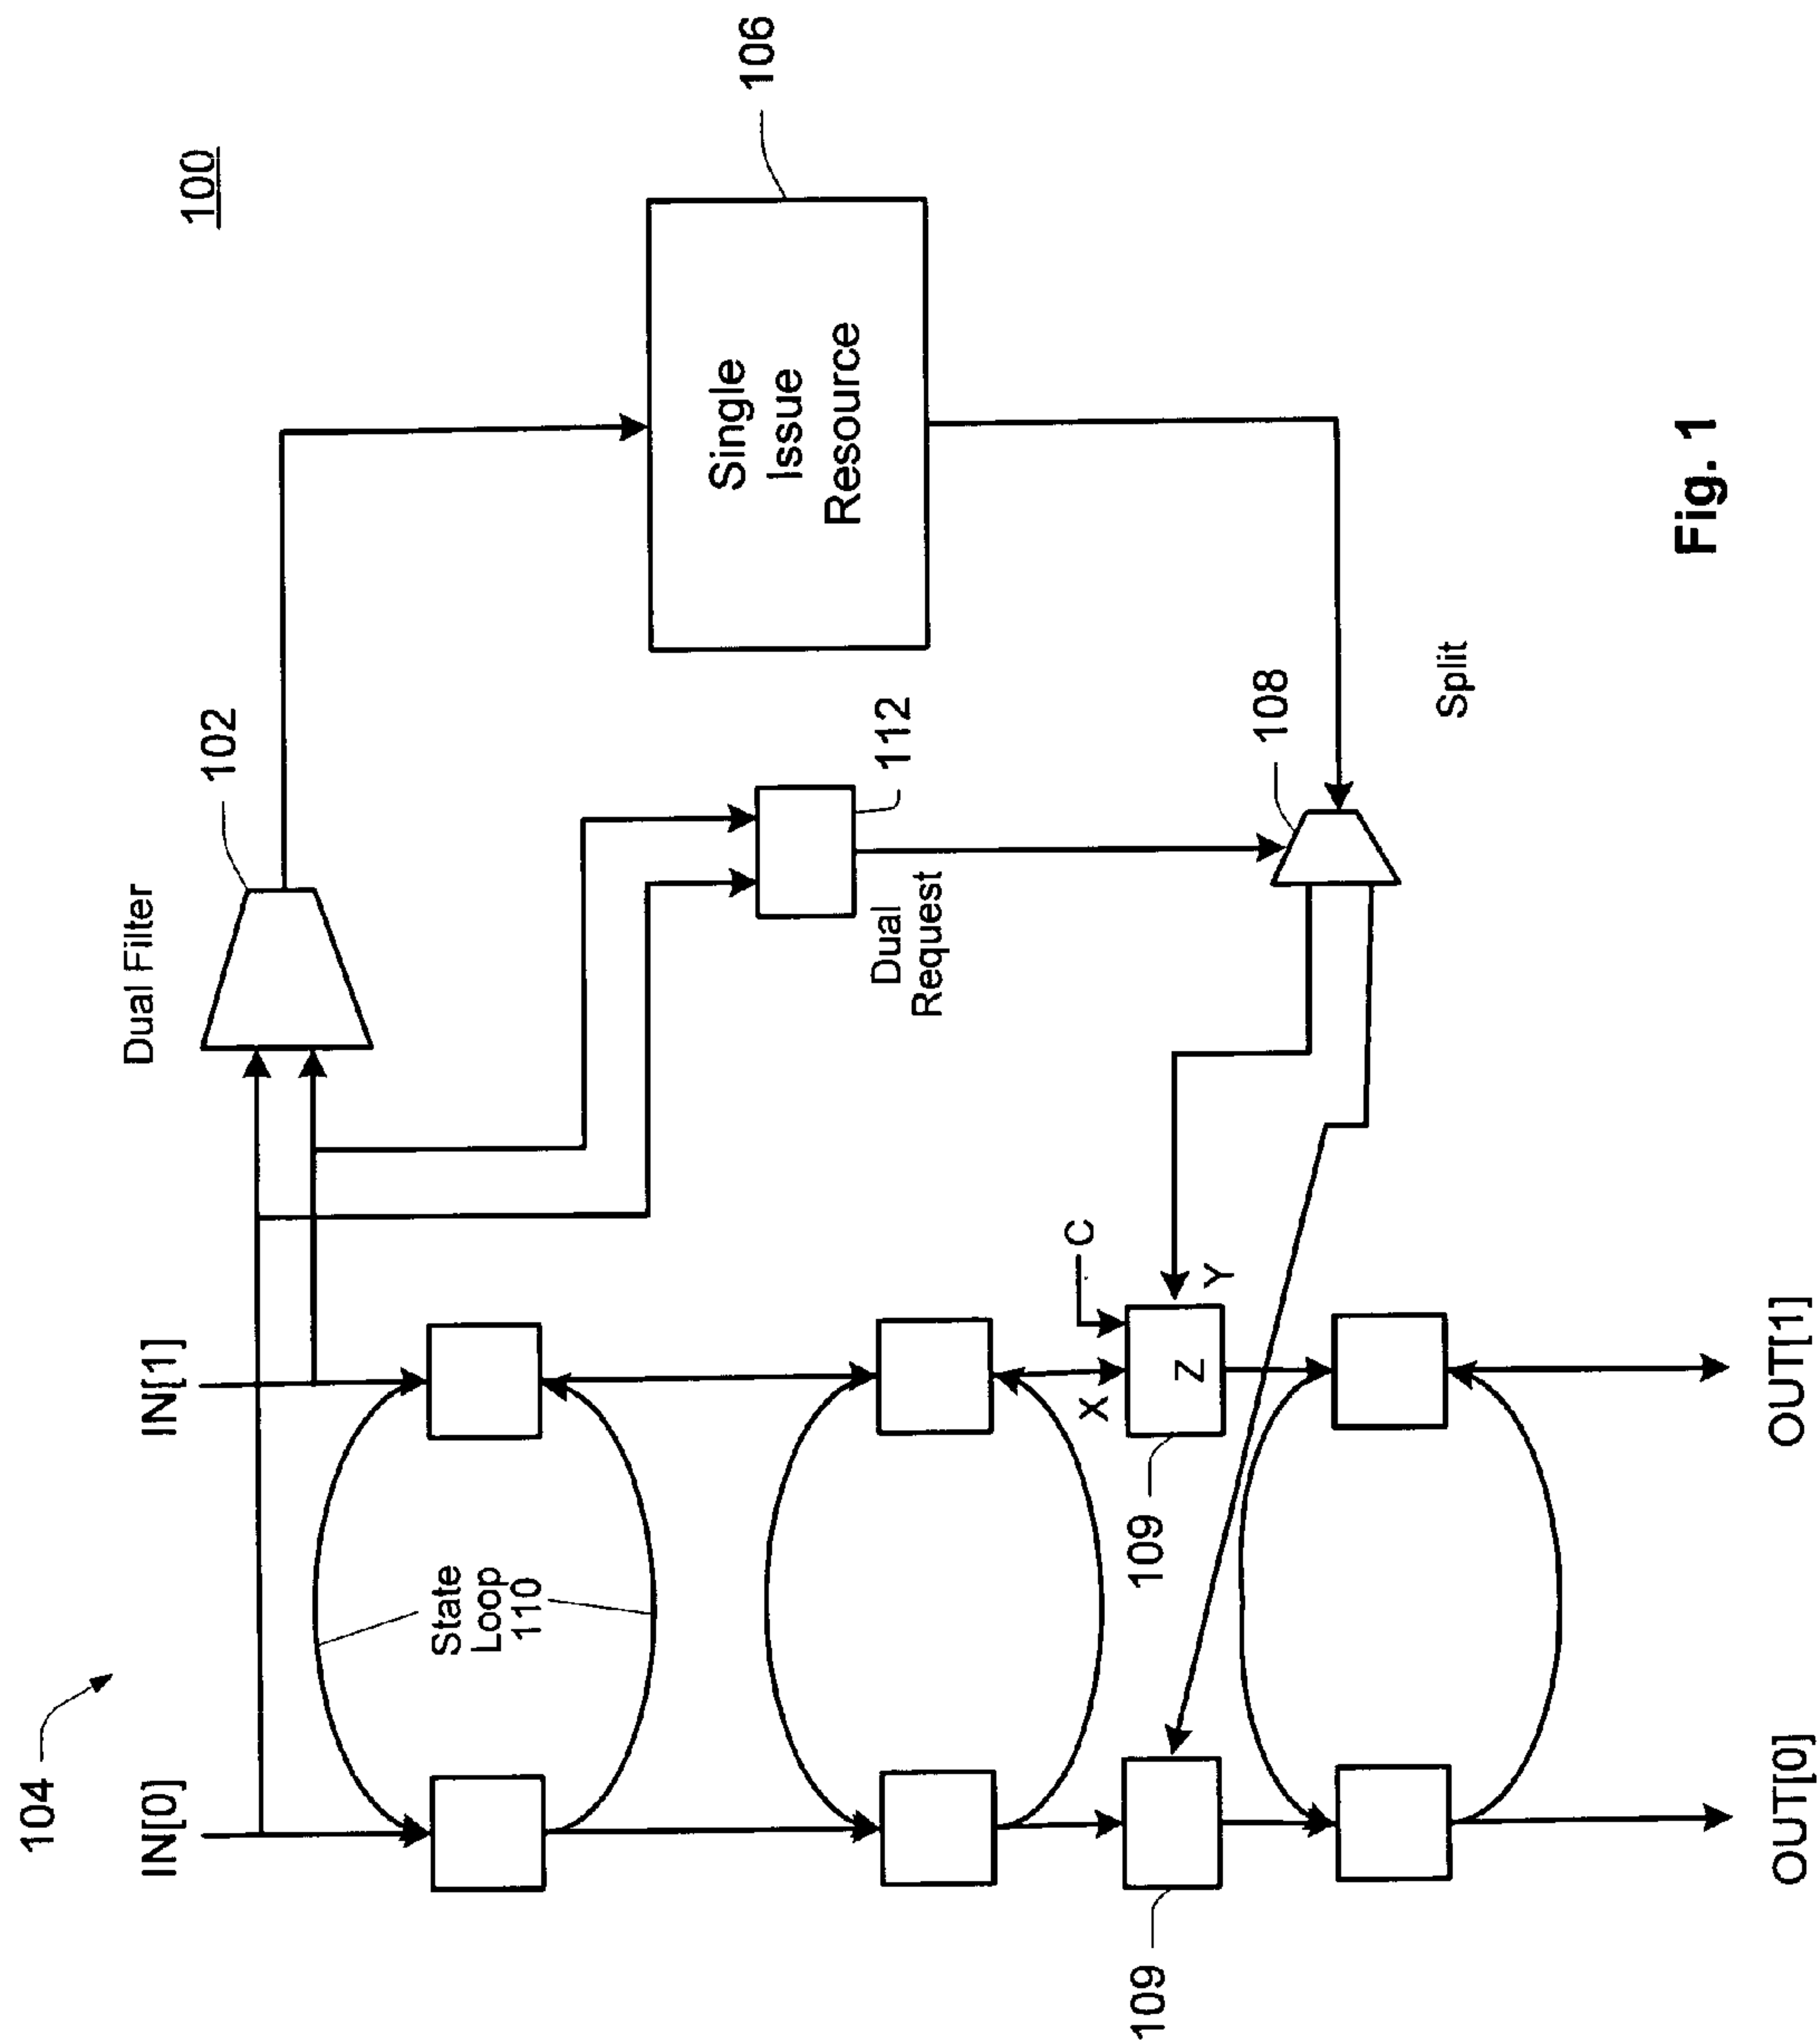 100
104
IN[0]
IN[1]
Dual Filter
102
106
Single
Issue
Resource
State
Loop
110
112
Dual
Request
C
X
Z
Y
109
109
108
Split
OUT[0]
OUT[1]
Fig. 1